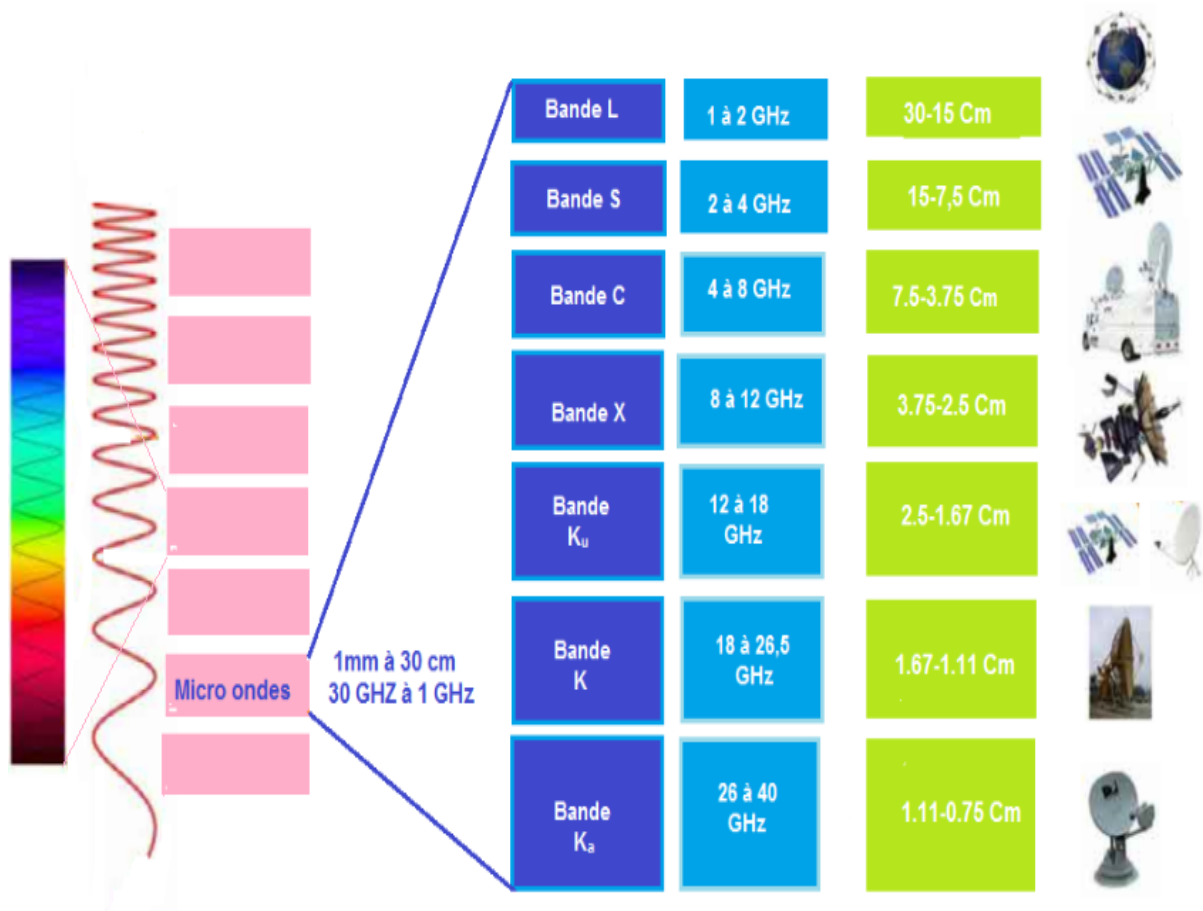 Bande L
1 à 2 GHz
30-15 Cm
Bande S
2 à 4 GHz
15-7,5 Cm
Bande C
4 à 8 GHz
7.5-3.75 Cm
Bande X
8 à 12 GHz
3.75-2.5 Cm
Bande
Ku
12 à 18
GHz
2.5-1.67 Cm
Bande
K
18 à 26,5
GHz
1.67-1.11 Cm
Micro ondes
1mm à 30 cm
30 GHZ à 1 GHz
Bande
Ka
26 à 40
GHz
1.11-0.75 Cm